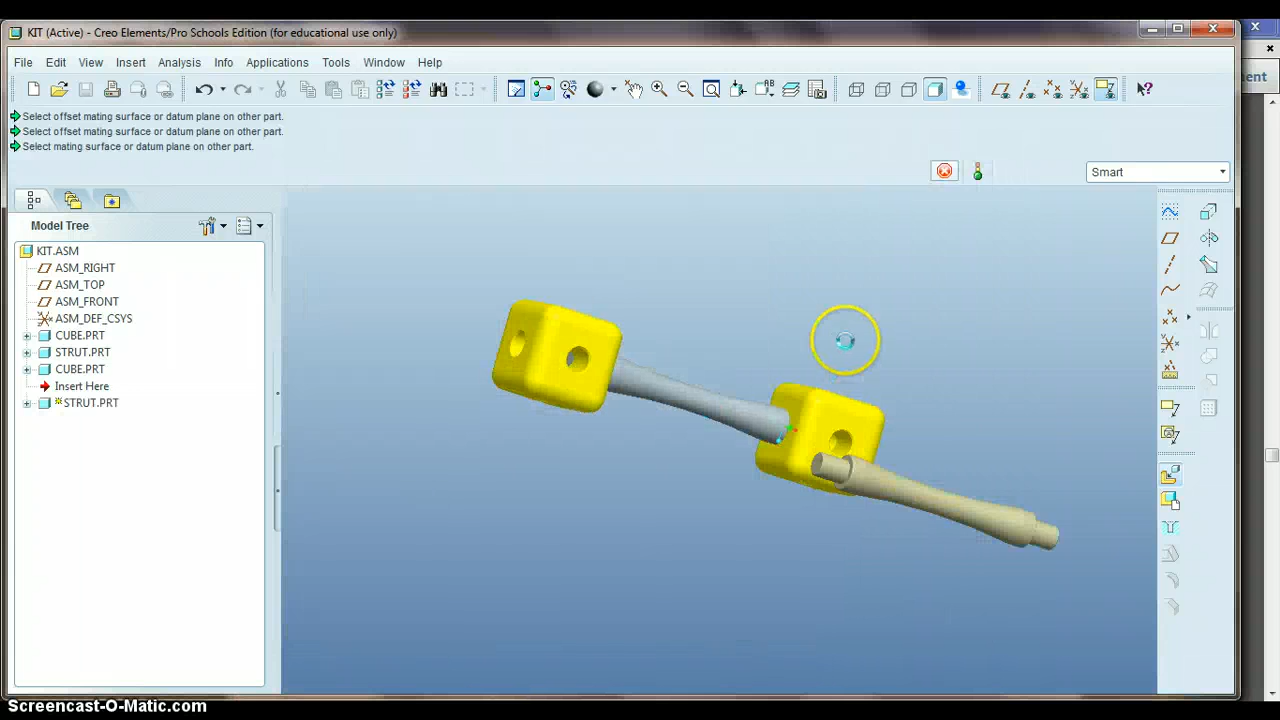 KIT (Active) - Creo Elements/Pro Schools Edition (for educational use only)
File Edit View Insert Analysis Info Applications Tools Window Help
Select offset mating surface or datum plane on other part.
Select offset mating surface or datum plane on other part.
Select mating surface or datum plane on other part.
Smart
Model Tree
KIT.ASM
ASM_RIGHT
ASM_TOP
ASM_FRONT
ASM_DEF_CSYS
CUBE.PRT
STRUT.PRT
CUBE.PRT
Insert Here
STRUT.PRT
ent
Screencast-O-Matic.com